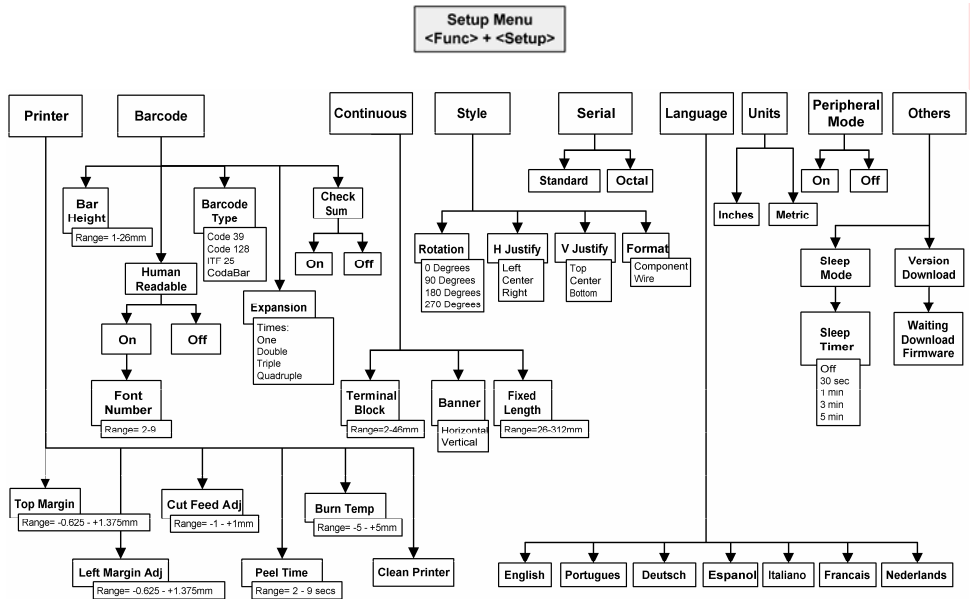 Setup Menu
<Func> + <Setup>
Printer
Barcode
Continuous
Style
Serial
Language
Units
Peripheral
Mode
Others
Bar
Height
Range= 1-26mm
Barcode
Type
Code 39
Code 128
ITF 25
CodaBar
Check
Sum
On
Off
Human
Readable
On
Off
Font
Number
Range= 2-9
Expansion
Times:
One
Double
Triple
Quadruple
Standard
Octal
Rotation
0 Degrees
90 Degrees
180 Degrees
270 Degrees
H Justify
Left
Center
Right
V Justify
Top
Center
Bottom
Format
Component
Wire
Inches
Metric
On
Off
Sleep
Mode
Version
Download
Sleep
Timer
Off
30 sec
1 min
3 min
5 min
Waiting
Download
Firmware
Terminal
Block
Range=2-46mm
Banner
Horizontal
Vertical
Fixed
Length
Range=26-312mm
Top Margin
Range= -0.625 - +1.375mm
Cut Feed Adj
Range= -1 - +1mm
Burn Temp
Range= -5 - +5mm
Left Margin Adj
Range= -0.625 - +1.375mm
Peel Time
Range= 2 - 9 secs
Clean Printer
English
Portugues
Deutsch
Espanol
Italiano
Francais
Nederlands